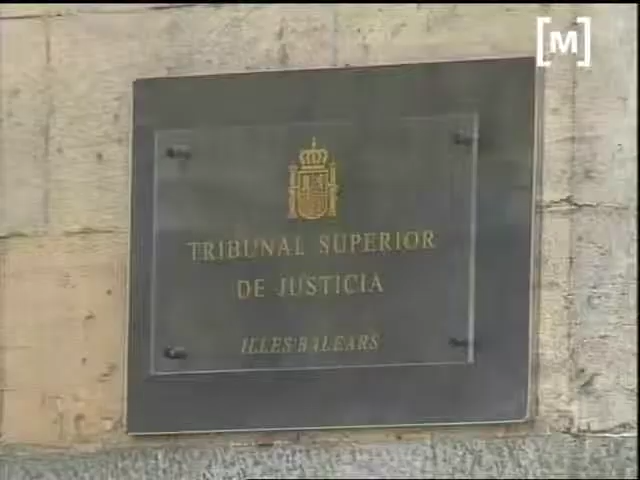 [M]
TRIBUNAL SUPERIOR
DE JUSTICIA
ILLES BALEARS